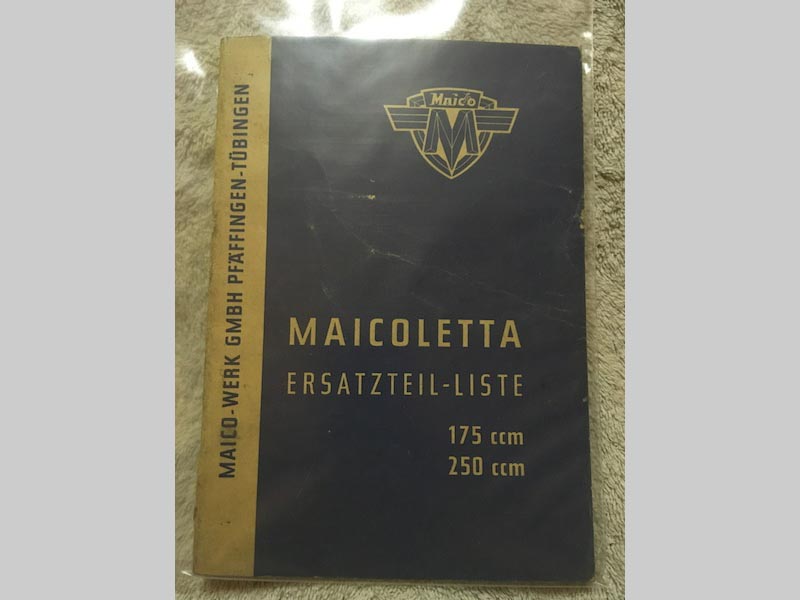 MAICO-WERK GMBH PFÄFFINGEN-TÜBINGEN
Maico
M
MAICOLETTA
ERSATZTEIL-LISTE
175 ccm
250 ccm